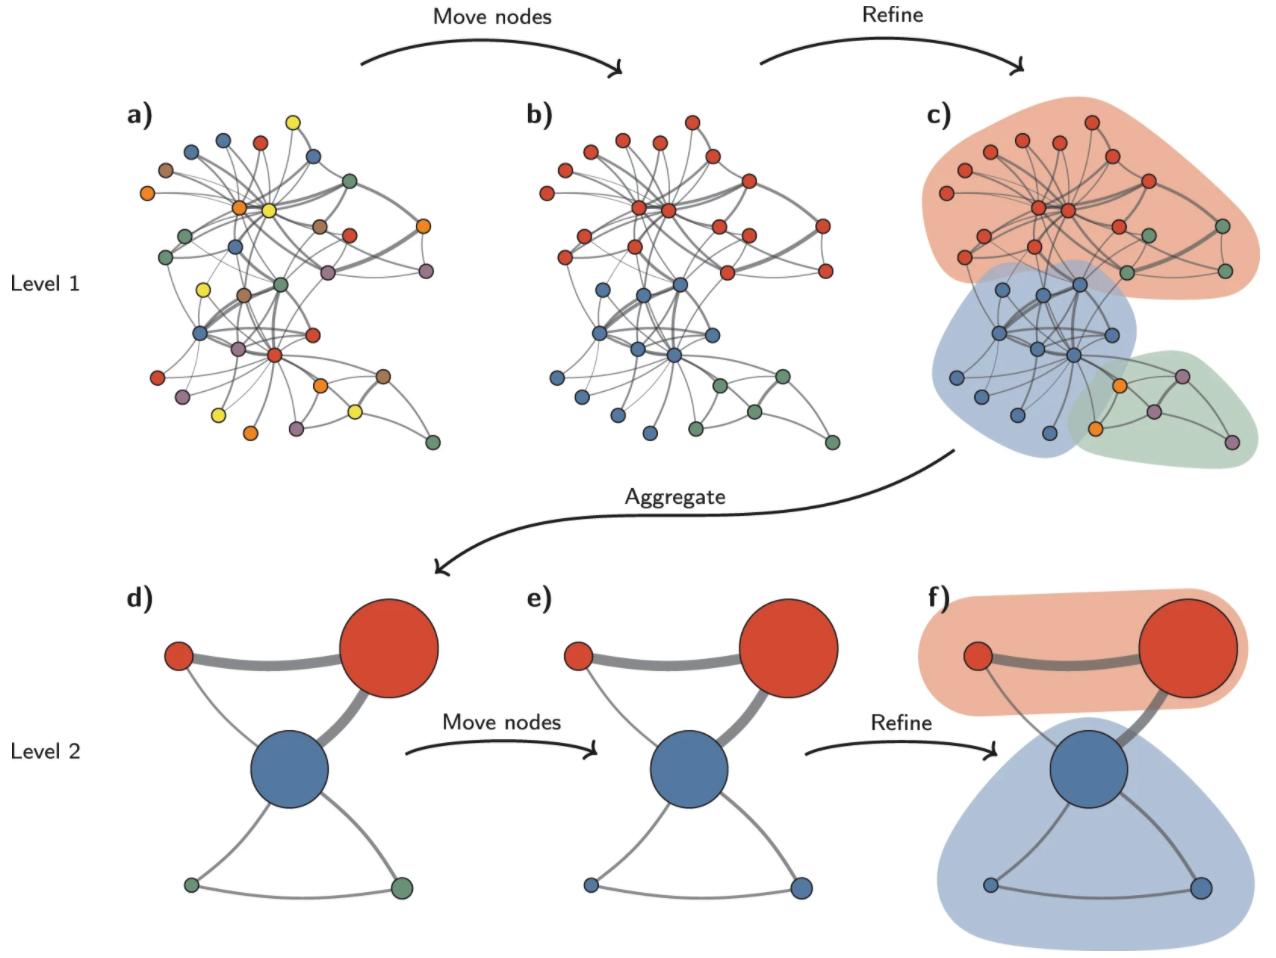 Move nodes
Refine
a)
b)
c)
Level 1
Aggregate
d)
e)
f)
Move nodes
Refine
Level 2